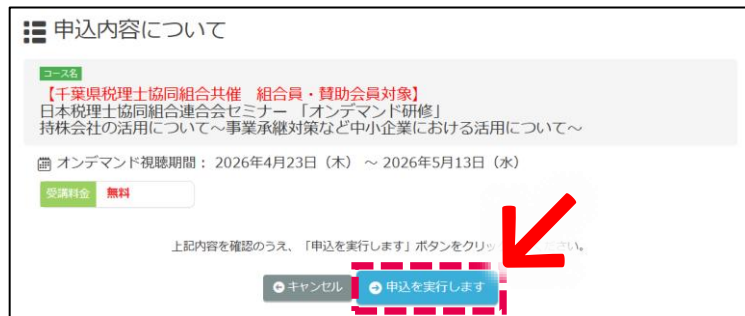 申込内容について
コース名
【千葉県税理士協同組合共催 組合員・賛助会員対象】
日本税理士協同組合連合会セミナー 「オンデマンド研修」
持株会社の活用について~事業承継対策など中小企業における活用について~
オンデマンド視聴期間: 2026年4月23日(木) ~ 2026年5月13日(水)
受講料金 無料
上記内容を確認のうえ、「申込を実行します」ボタンをクリッ さい。
キャンセル 申込を実行します